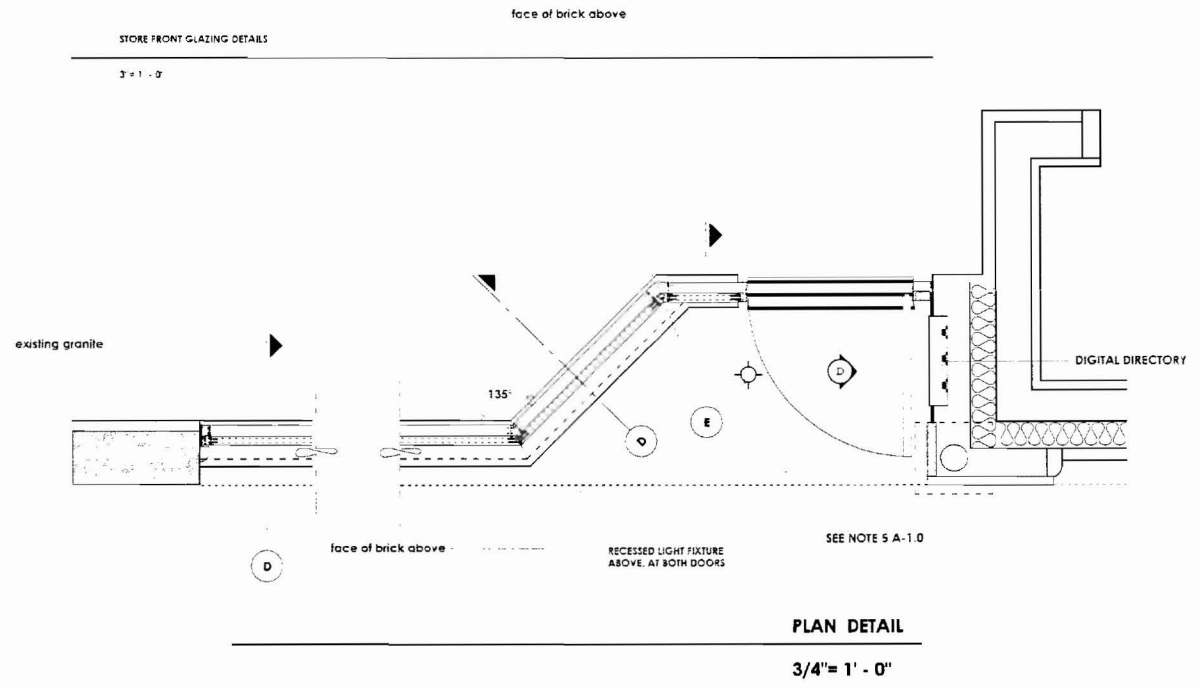 face of brick above
STORE FRONT GLAZING DETAILS
3" = 1' - 0"
existing granite
135°
D
E
D
DIGITAL DIRECTORY
D
face of brick above
RECESSED LIGHT FIXTURE
ABOVE, AT BOTH DOORS
SEE NOTE 5 A-1.0
PLAN DETAIL
3/4"= 1' - 0"